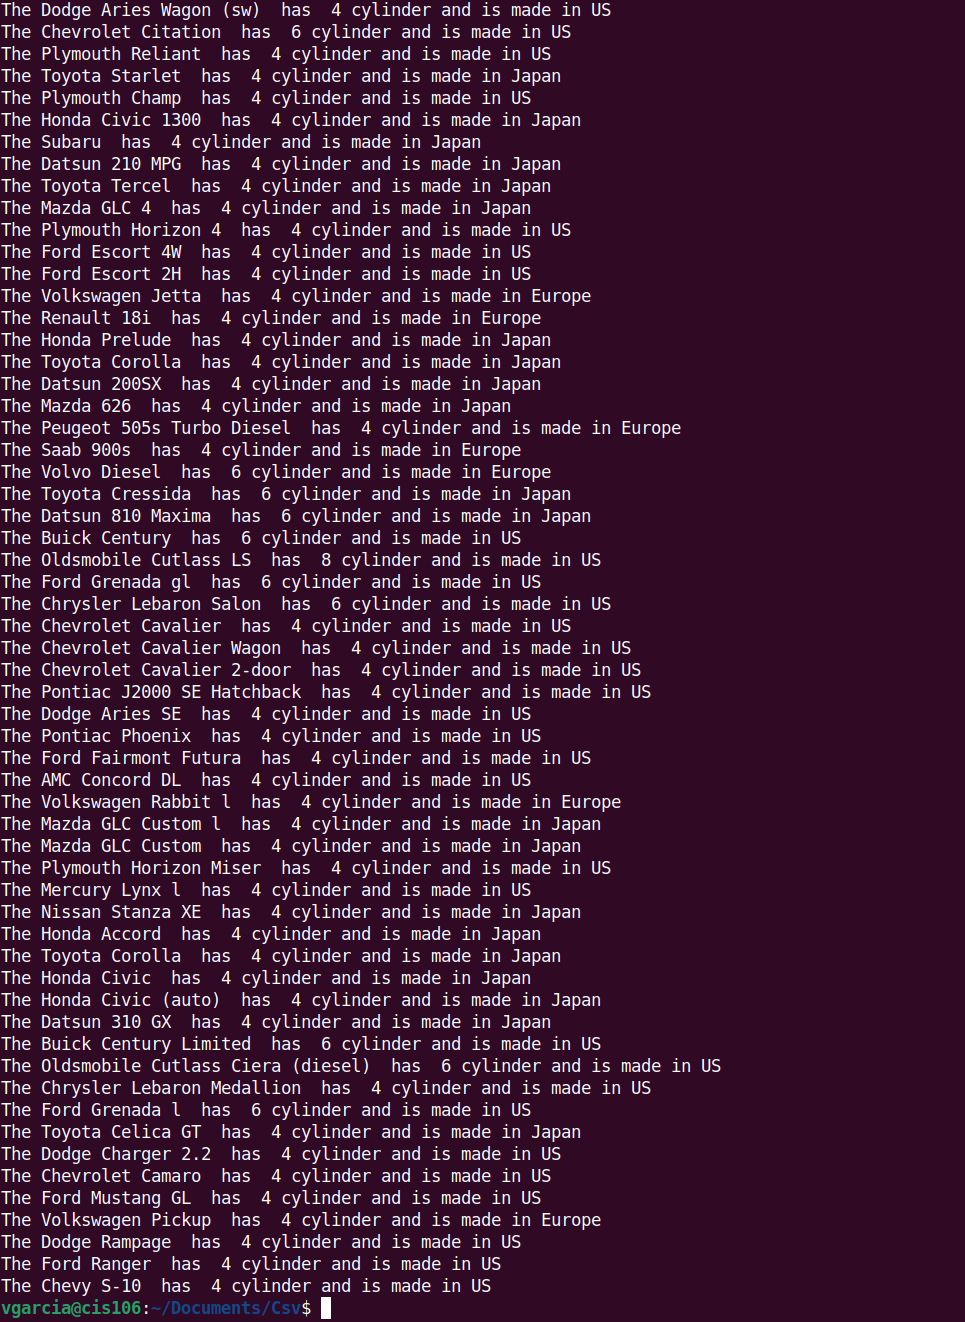 The Dodge Aries Wagon (sw)  has  4 cylinder and is made in US
The Chevrolet Citation  has  6 cylinder and is made in US
The Plymouth Reliant  has  4 cylinder and is made in US
The Toyota Starlet  has  4 cylinder and is made in Japan
The Plymouth Champ  has  4 cylinder and is made in US
The Honda Civic 1300  has  4 cylinder and is made in Japan
The Subaru  has  4 cylinder and is made in Japan
The Datsun 210 MPG  has  4 cylinder and is made in Japan
The Toyota Tercel  has  4 cylinder and is made in Japan
The Mazda GLC 4  has  4 cylinder and is made in Japan
The Plymouth Horizon 4  has  4 cylinder and is made in US
The Ford Escort 4W  has  4 cylinder and is made in US
The Ford Escort 2H  has  4 cylinder and is made in US
The Volkswagen Jetta  has  4 cylinder and is made in Europe
The Renault 18i  has  4 cylinder and is made in Europe
The Honda Prelude  has  4 cylinder and is made in Japan
The Toyota Corolla  has  4 cylinder and is made in Japan
The Datsun 200SX  has  4 cylinder and is made in Japan
The Mazda 626  has  4 cylinder and is made in Japan
The Peugeot 505s Turbo Diesel  has  4 cylinder and is made in Europe
The Saab 900s  has  4 cylinder and is made in Europe
The Volvo Diesel  has  6 cylinder and is made in Europe
The Toyota Cressida  has  6 cylinder and is made in Japan
The Datsun 810 Maxima  has  6 cylinder and is made in Japan
The Buick Century  has  6 cylinder and is made in US
The Oldsmobile Cutlass LS  has  8 cylinder and is made in US
The Ford Grenada gl  has  6 cylinder and is made in US
The Chrysler Lebaron Salon  has  6 cylinder and is made in US
The Chevrolet Cavalier  has  4 cylinder and is made in US
The Chevrolet Cavalier Wagon  has  4 cylinder and is made in US
The Chevrolet Cavalier 2-door  has  4 cylinder and is made in US
The Pontiac J2000 SE Hatchback  has  4 cylinder and is made in US
The Dodge Aries SE  has  4 cylinder and is made in US
The Pontiac Phoenix  has  4 cylinder and is made in US
The Ford Fairmont Futura  has  4 cylinder and is made in US
The AMC Concord DL  has  4 cylinder and is made in US
The Volkswagen Rabbit l  has  4 cylinder and is made in Europe
The Mazda GLC Custom l  has  4 cylinder and is made in Japan
The Mazda GLC Custom  has  4 cylinder and is made in Japan
The Plymouth Horizon Miser  has  4 cylinder and is made in US
The Mercury Lynx l  has  4 cylinder and is made in US
The Nissan Stanza XE  has  4 cylinder and is made in Japan
The Honda Accord  has  4 cylinder and is made in Japan
The Toyota Corolla  has  4 cylinder and is made in Japan
The Honda Civic  has  4 cylinder and is made in Japan
The Honda Civic (auto)  has  4 cylinder and is made in Japan
The Datsun 310 GX  has  4 cylinder and is made in Japan
The Buick Century Limited  has  6 cylinder and is made in US
The Oldsmobile Cutlass Ciera (diesel)  has  6 cylinder and is made in US
The Chrysler Lebaron Medallion  has  4 cylinder and is made in US
The Ford Grenada l  has  6 cylinder and is made in US
The Toyota Celica GT  has  4 cylinder and is made in Japan
The Dodge Charger 2.2  has  4 cylinder and is made in US
The Chevrolet Camaro  has  4 cylinder and is made in US
The Ford Mustang GL  has  4 cylinder and is made in US
The Volkswagen Pickup  has  4 cylinder and is made in Europe
The Dodge Rampage  has  4 cylinder and is made in US
The Ford Ranger  has  4 cylinder and is made in US
The Chevy S-10  has  4 cylinder and is made in US
vgarcia@cis106:~/Documents/Csv$